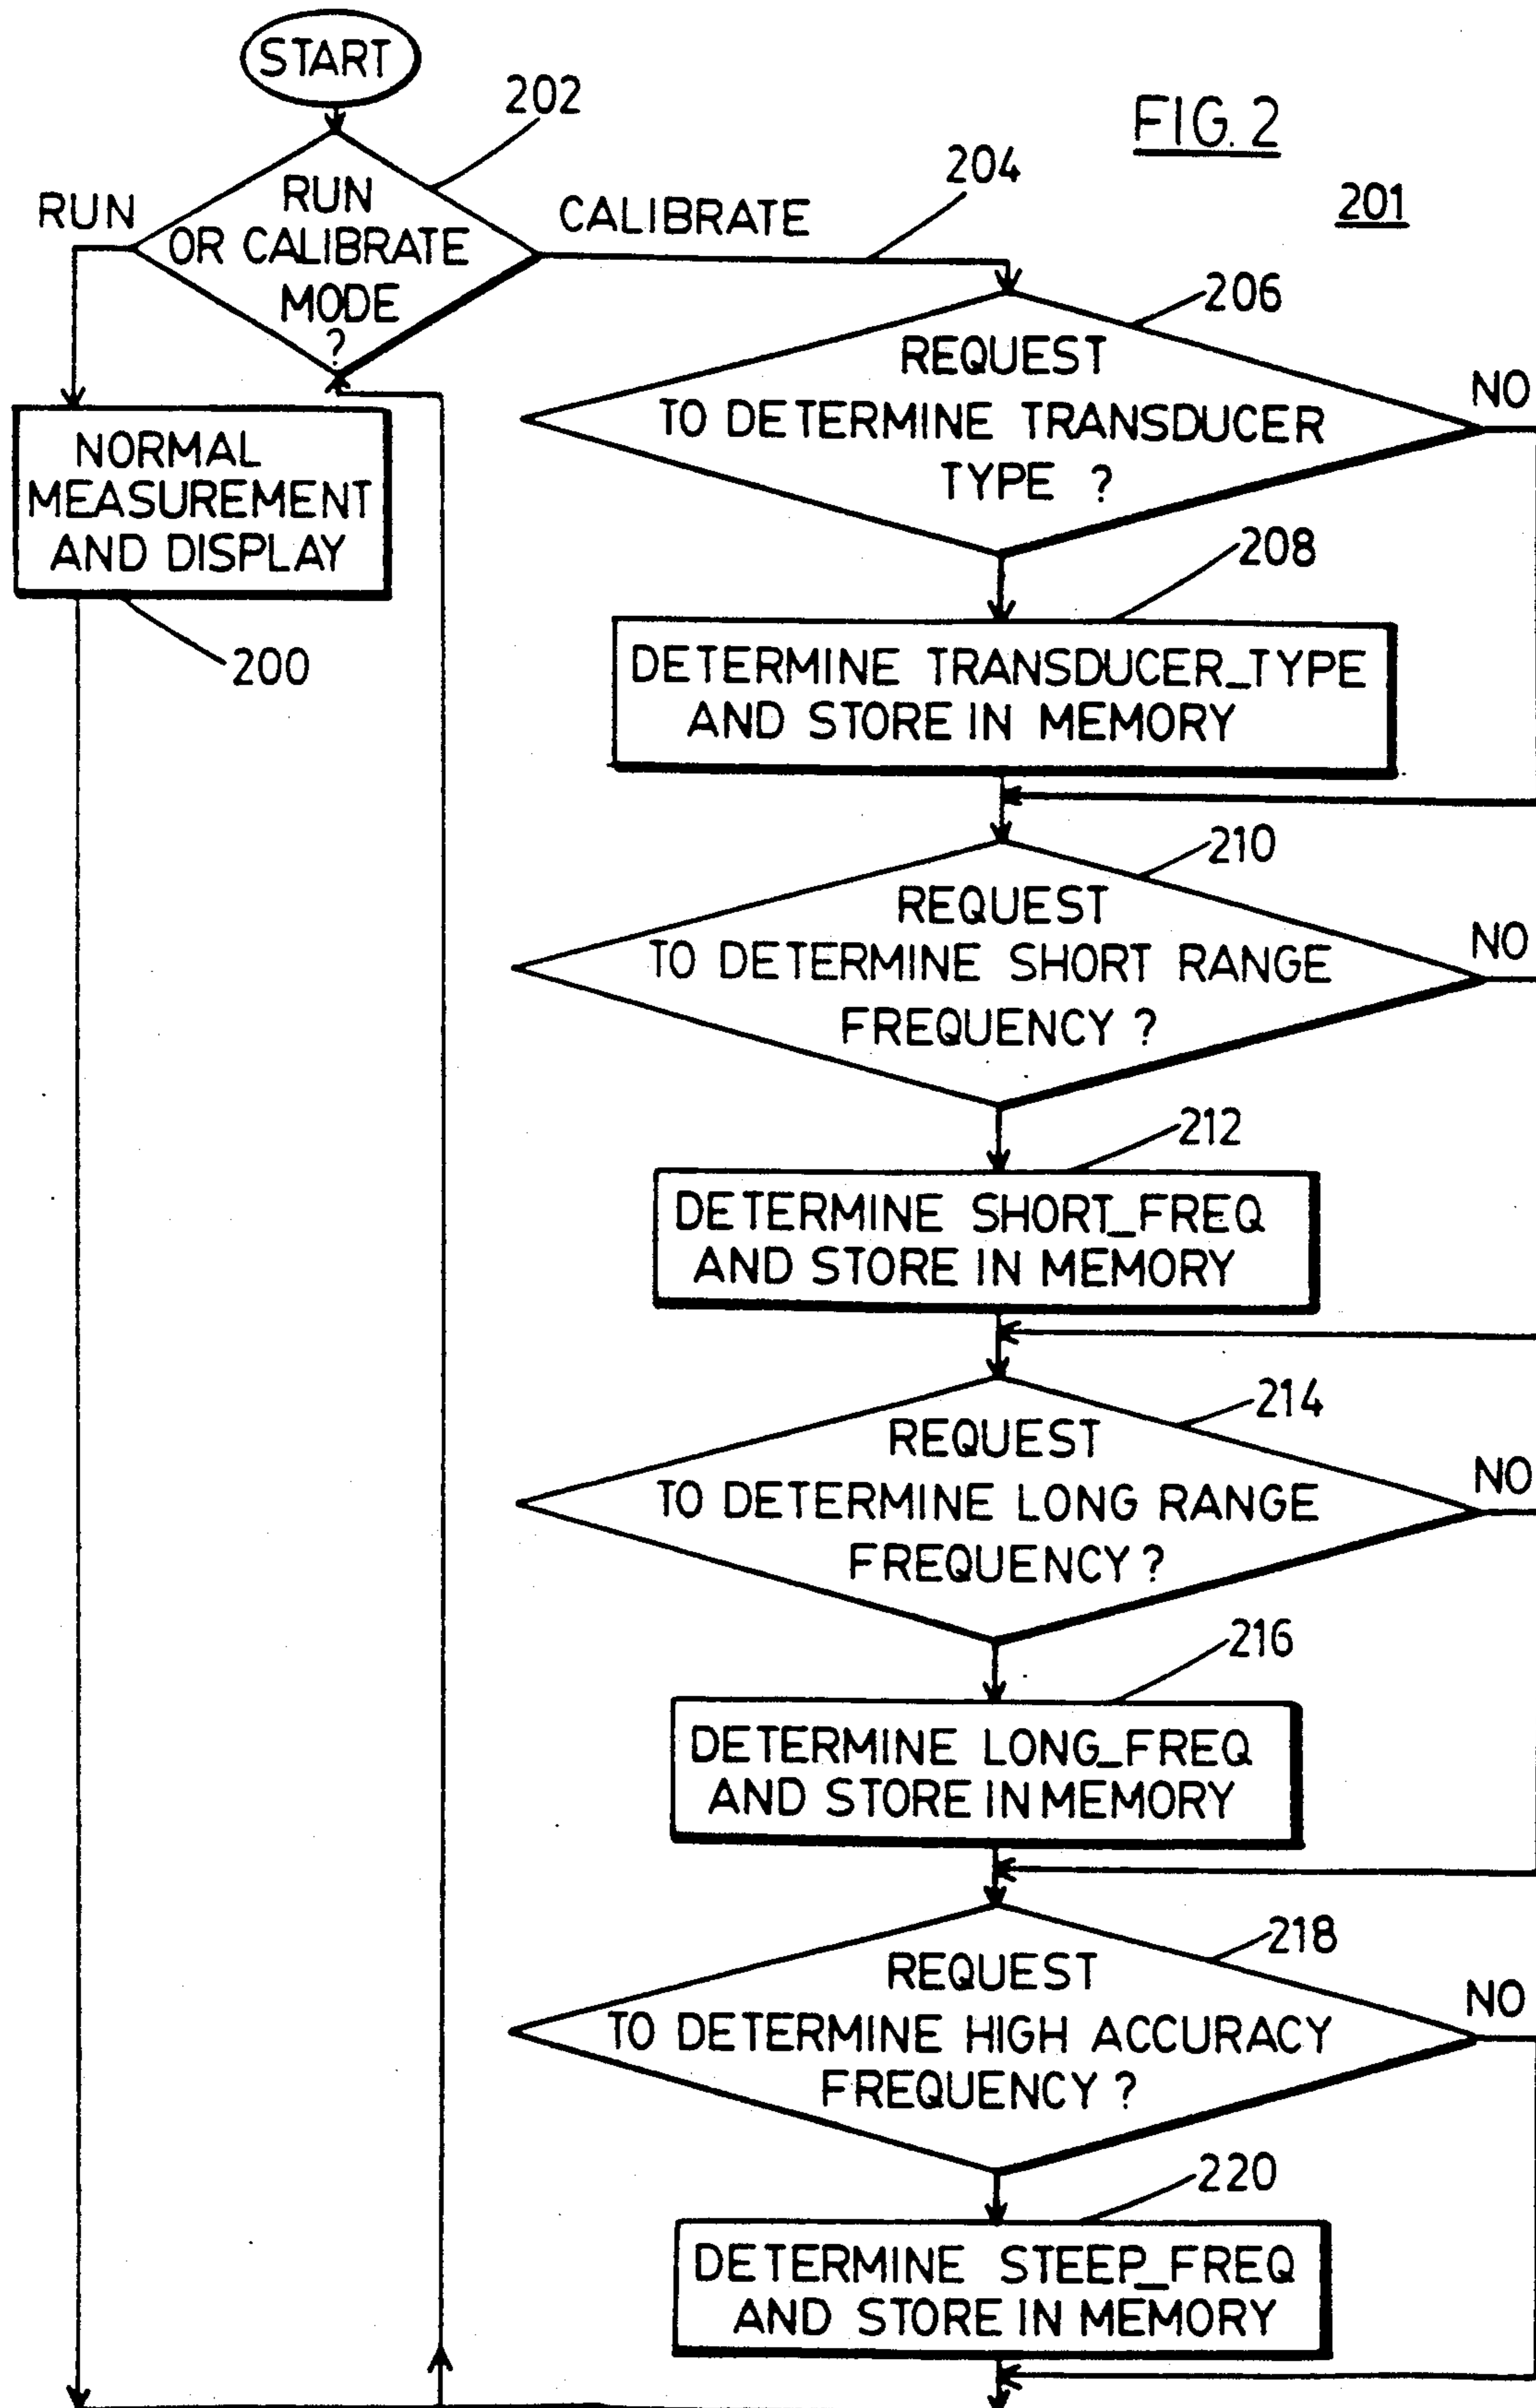 START
202
FIG. 2
204
201
RUN
RUN
OR CALIBRATE
MODE
?
CALIBRATE
206
REQUEST
TO DETERMINE TRANSDUCER
TYPE ?
NO
NORMAL
MEASUREMENT
AND DISPLAY
200
208
DETERMINE TRANSDUCER_TYPE
AND STORE IN MEMORY
210
REQUEST
TO DETERMINE SHORT RANGE
FREQUENCY ?
NO
212
DETERMINE SHORT_FREQ
AND STORE IN MEMORY
214
REQUEST
TO DETERMINE LONG RANGE
FREQUENCY ?
NO
216
DETERMINE LONG_FREQ
AND STORE IN MEMORY
218
REQUEST
TO DETERMINE HIGH ACCURACY
FREQUENCY ?
NO
220
DETERMINE STEEP_FREQ
AND STORE IN MEMORY